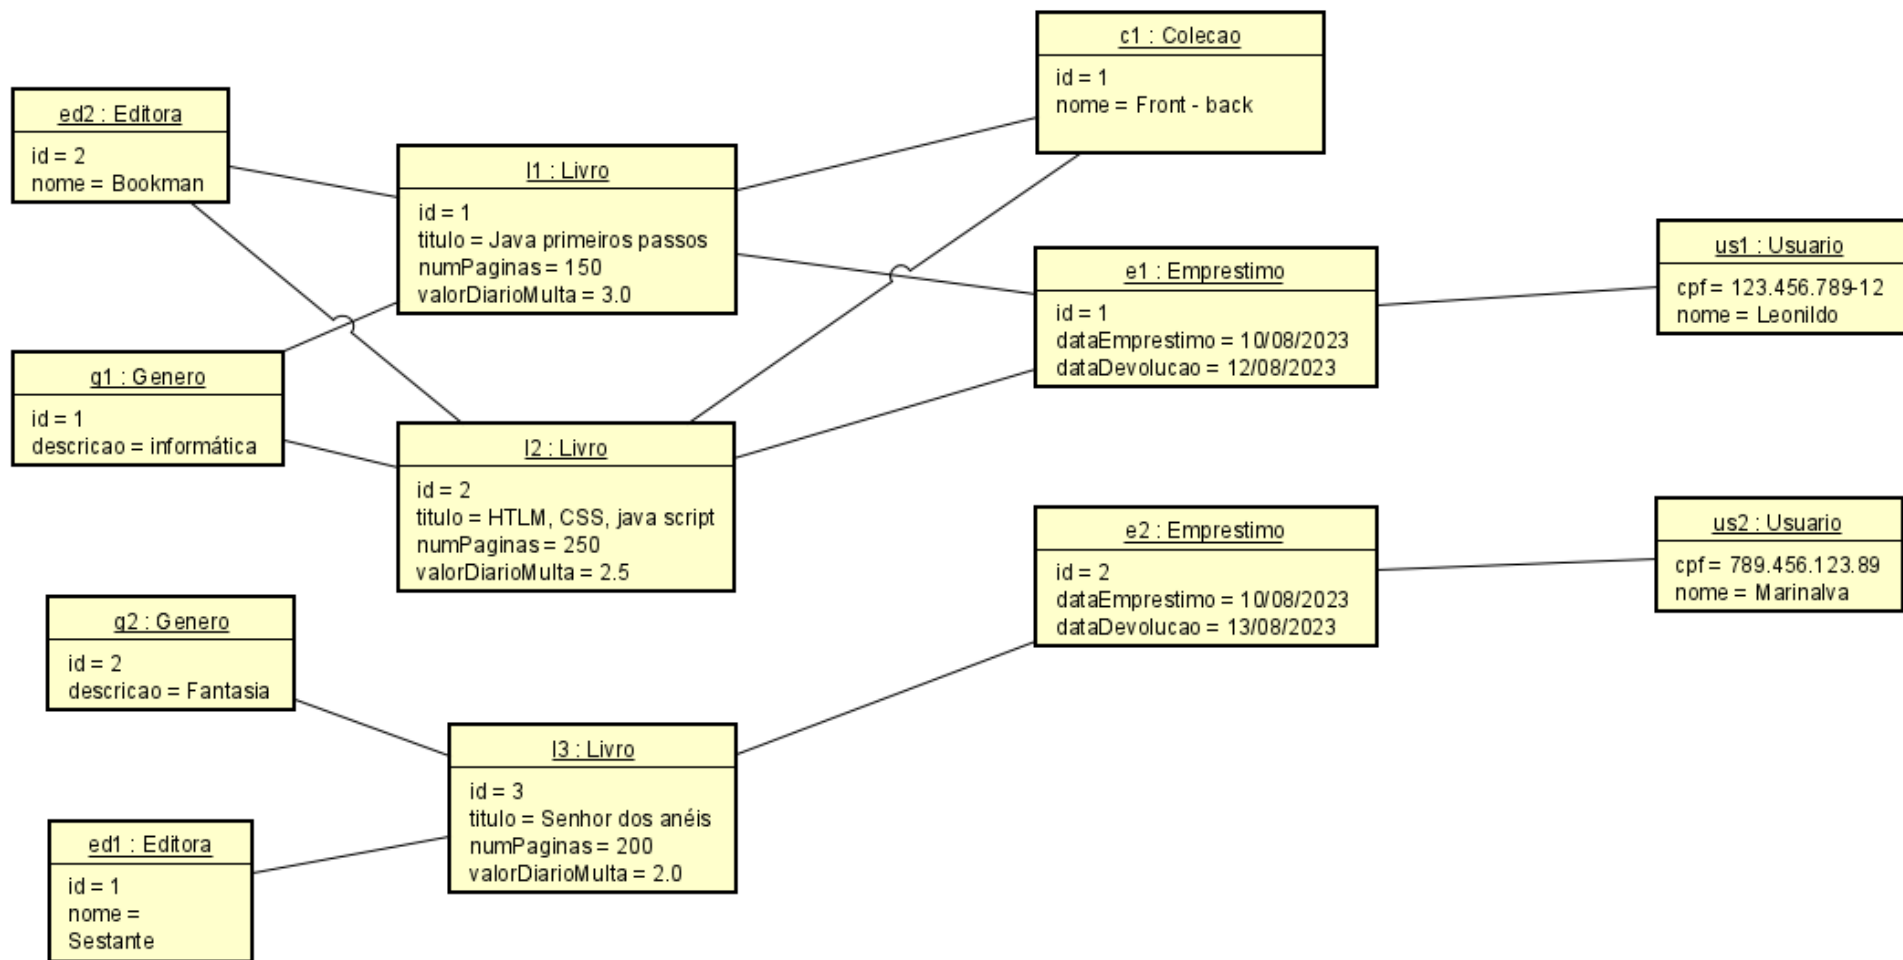 c1 : Colecao
id = 1
nome = Front - back
ed2 : Editora
id = 2
nome = Bookman
l1 : Livro
id = 1
titulo = Java primeiros passos
numPaginas = 150
valorDiarioMulta = 3.0
us1 : Usuario
cpf = 123.456.789-12
nome = Leonildo
e1 : Emprestimo
id = 1
dataEmprestimo = 10/08/2023
dataDevolucao = 12/08/2023
g1 : Genero
id = 1
descricao = informática
l2 : Livro
id = 2
titulo = HTLM, CSS, java script
numPaginas = 250
valorDiarioMulta = 2.5
us2 : Usuario
cpf = 789.456.123.89
nome = Marinalva
e2 : Emprestimo
id = 2
dataEmprestimo = 10/08/2023
dataDevolucao = 13/08/2023
g2 : Genero
id = 2
descricao = Fantasia
l3 : Livro
id = 3
titulo = Senhor dos anéis
numPaginas = 200
valorDiarioMulta = 2.0
ed1 : Editora
id = 1
nome =
Sestante